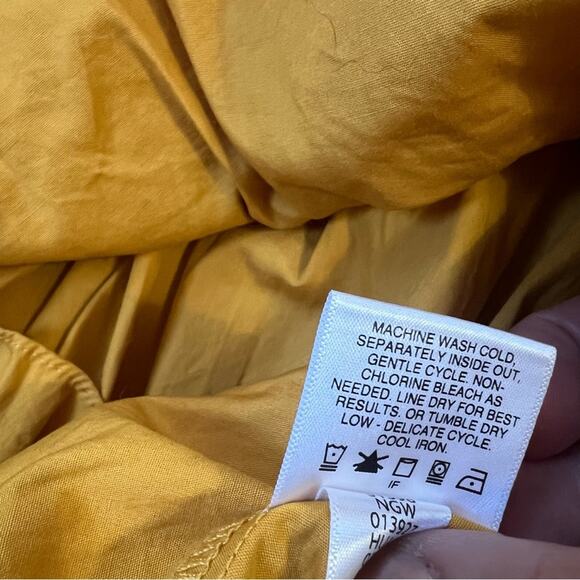 MACHINE WASH COLD,
SEPARATELY INSIDE OUT,
GENTLE CYCLE. NON-
CHLORINE BLEACH AS
NEEDED. LINE DRY FOR BEST
RESULTS. OR TUMBLE DRY
LOW - DELICATE CYCLE.
COOL IRON.
IF
NGW